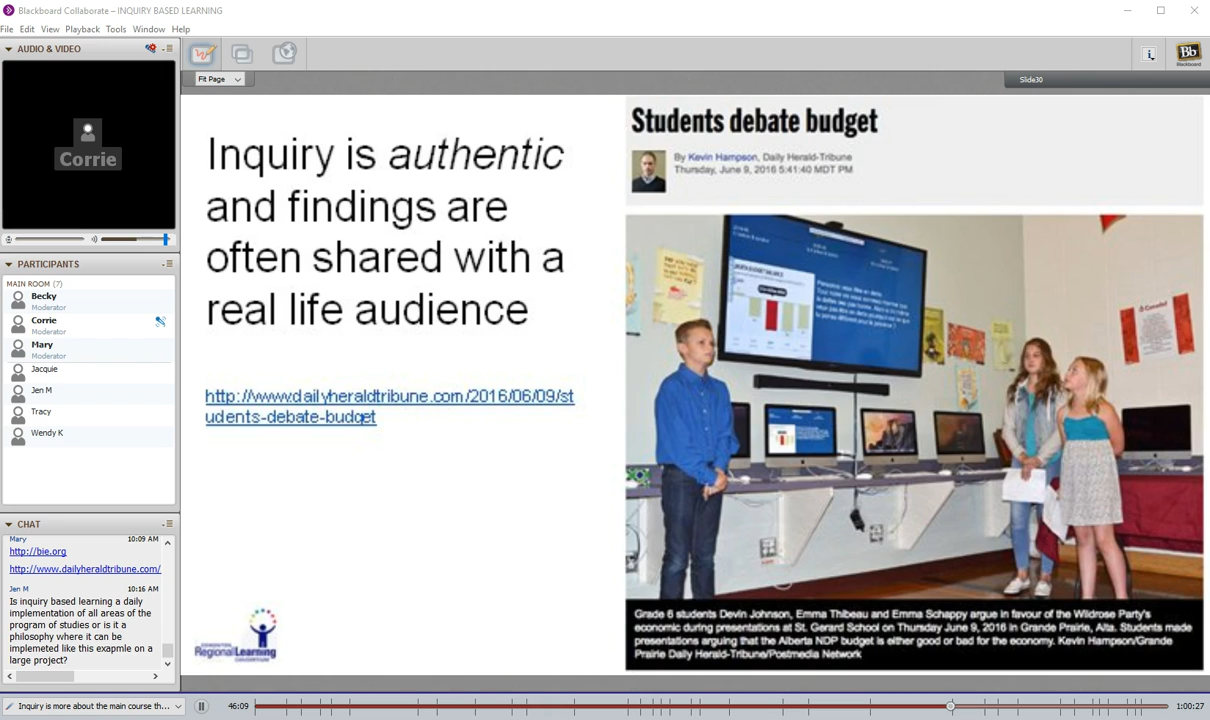 Blackboard Collaborate – INQUIRY BASED LEARNING
File Edit View Playback Tools Window Help
AUDIO & VIDEO
Corrie
PARTICIPANTS
MAIN ROOM (7)
Becky
Moderator
Corrie
Moderator
Mary
Moderator
Jacquie
Jen M
Tracy
Wendy K
CHAT
Mary 10:09 AM
http://bie.org
http://www.dailyheraldtribune.com/
Jen M 10:16 AM
Is inquiry based learning a daily
implementation of all areas of the
program of studies or is it a
philosophy where it can be
implemeted like this exapmle on a
large project?
Fit Page
Slide30
Bb
Blackboard
Inquiry is authentic
and findings are
often shared with a
real life audience
http://www.dailyheraldtribune.com/2016/06/09/st
udents-debate-budget
Regional Learning
Students debate budget
By Kevin Hampson, Daily Herald-Tribune
Thursday, June 9, 2016 5:41:40 MDT PM
Grade 6 students Devin Johnson, Emma Thibeau and Emma Schappy argue in favour of the Wildrose Party's
economic during presentations at St. Gerard School on Thursday June 9, 2016 in Grande Prairie, Alta. Students made
presentations arguing that the Alberta NDP budget is either good or bad for the economy. Kevin Hampson/Grande
Prairie Daily Herald-Tribune/Postmedia Network
Inquiry is more about the main course th...
46:09
1:00:27